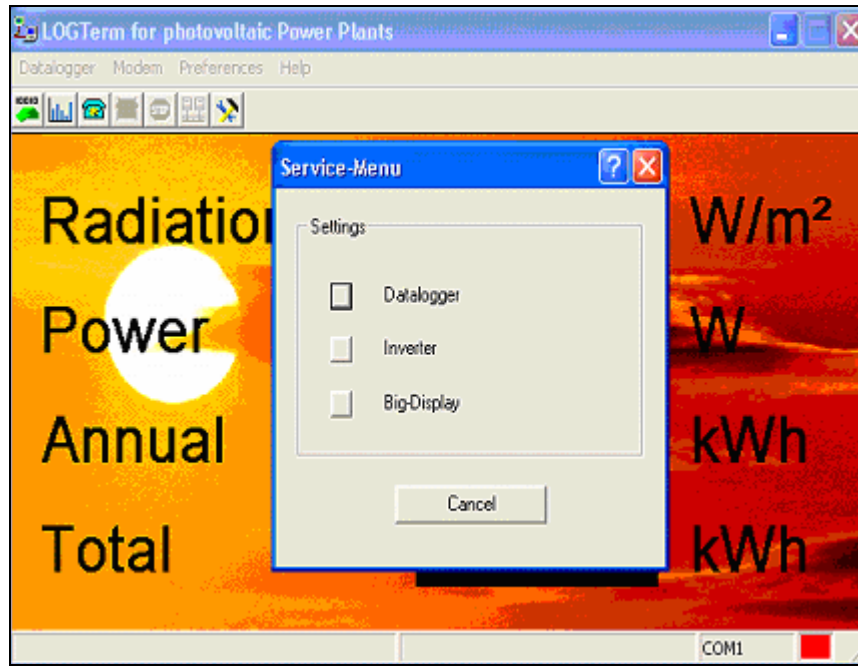 LOGTerm for photovoltaic Power Plants
Datalogger Modem Preferences Help
Service-Menu
Radiation W/m²
Settings
Datalogger
Power W
Inverter
Big-Display
Annual kWh
Cancel
Total kWh
COM1